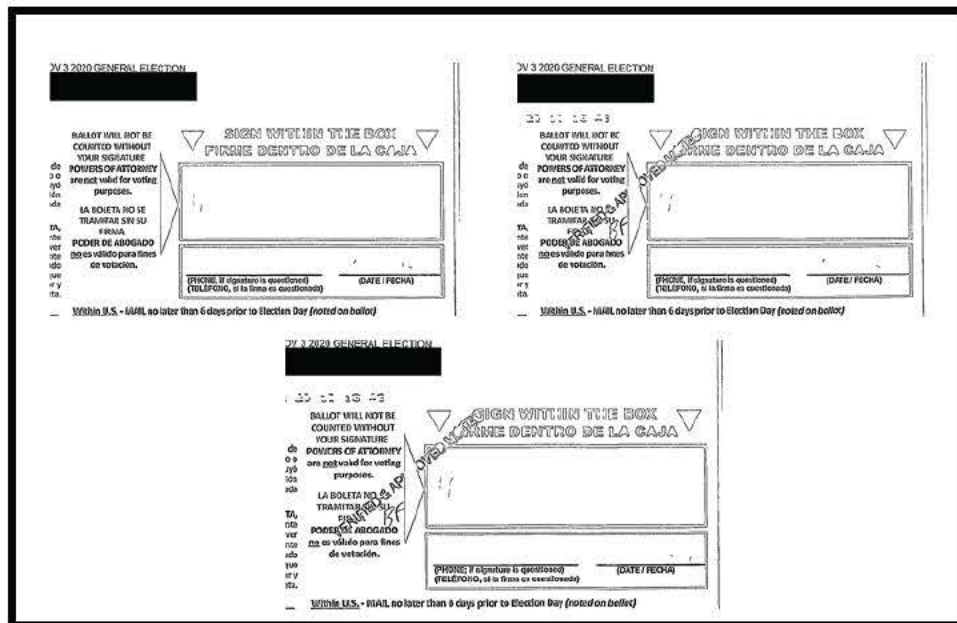 OV 3 2020 GENERAL ELECTION
BALLOT WILL NOT BE
COUNTED WITHOUT
YOUR SIGNATURE
POWERS OF ATTORNEY
are not valid for voting
purposes.
LA BOLETA NO SE
TRAMITAR SIN SU
FIRMA
PODER DE ABOGADO
no es válido para fines
de votación.
SIGN WITHIN THE BOX
FIRME DENTRO DE LA CAJA
(PHONE, if signature is questioned)
(TELÉFONO, si la firma es cuestionada)
(DATE / FECHA)
Within U.S. - MAIL no later than 6 days prior to Election Day (noted on ballot)
OV 3 2020 GENERAL ELECTION
BALLOT WILL NOT BE
COUNTED WITHOUT
YOUR SIGNATURE
POWERS OF ATTORNEY
are not valid for voting
purposes.
LA BOLETA NO SE
TRAMITAR SIN SU
FIRMA
PODER DE ABOGADO
no es válido para fines
de votación.
VERIFIED & APPROVED
BF
SIGN WITHIN THE BOX
FIRME DENTRO DE LA CAJA
(PHONE, if signature is questioned)
(TELÉFONO, si la firma es cuestionada)
(DATE / FECHA)
Within U.S. - MAIL no later than 6 days prior to Election Day (noted on ballot)
OV 3 2020 GENERAL ELECTION
BALLOT WILL NOT BE
COUNTED WITHOUT
YOUR SIGNATURE
POWERS OF ATTORNEY
are not valid for voting
purposes.
LA BOLETA NO SE
TRAMITAR SIN SU
FIRMA
PODER DE ABOGADO
no es válido para fines
de votación.
VERIFIED & APPROVED
BF
SIGN WITHIN THE BOX
FIRME DENTRO DE LA CAJA
(PHONE, if signature is questioned)
(TELÉFONO, si la firma es cuestionada)
(DATE / FECHA)
Within U.S. - MAIL no later than 6 days prior to Election Day (noted on ballot)